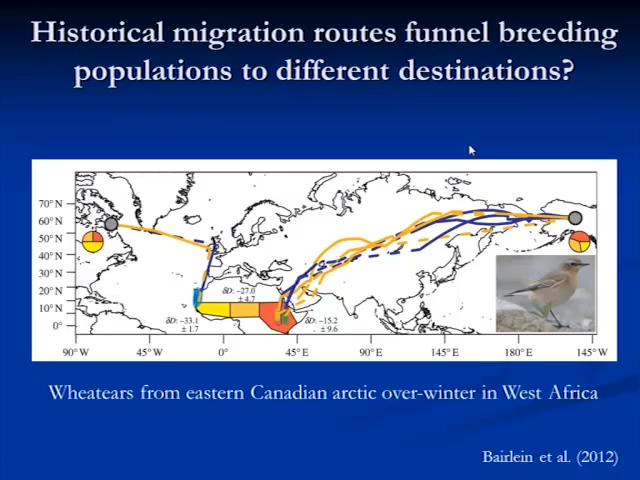 Historical migration routes funnel breeding
populations to different destinations?
70°N
60°N
50°N
40°N
30°N
20°N
10°N
0°
δD: −27.0
± 4.7
δD: −33.1
± 1.7
δD: −15.2
± 9.6
90°W 45°W 0° 45°E 90°E 145°E 180°E 145°W
Wheatears from eastern Canadian arctic over-winter in West Africa
Bairlein et al. (2012)